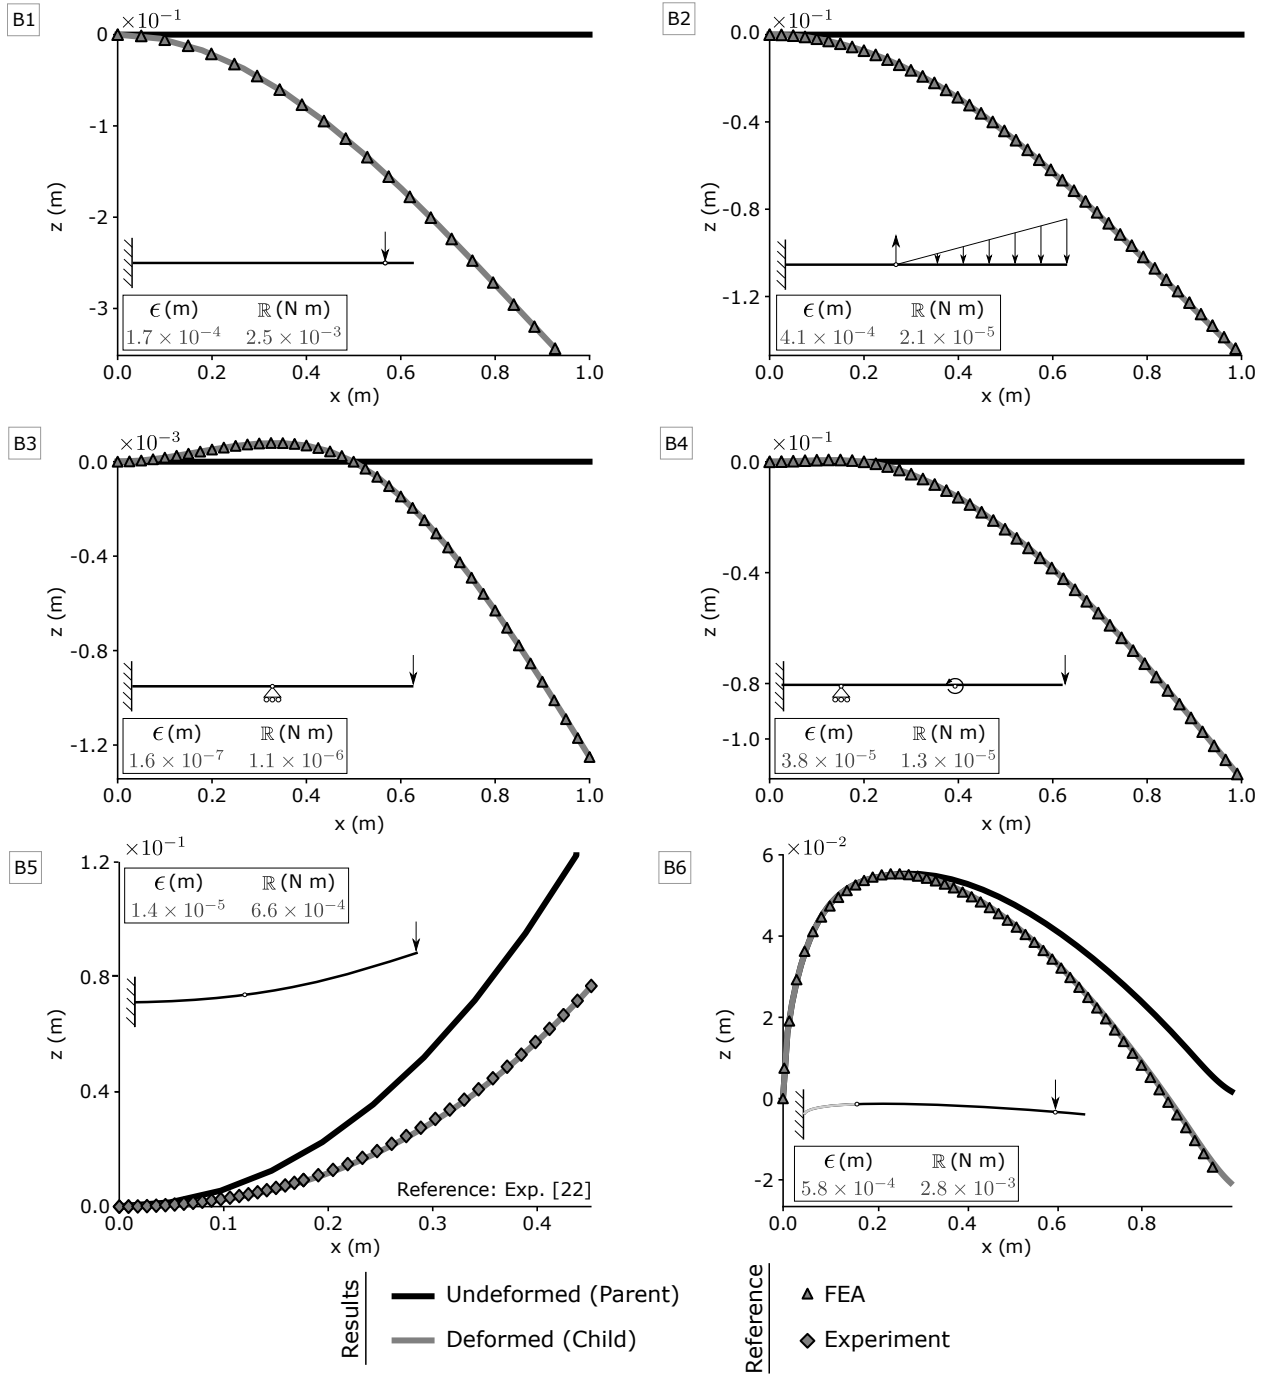 B1
×10⁻¹
0
-1
-2
-3
z (m)
ϵ (m) ℝ (N m)
1.7 × 10⁻⁴ 2.5 × 10⁻³
0.0 0.2 0.4 0.6 0.8 1.0
x (m)
B2
×10⁻¹
0.0
-0.4
-0.8
-1.2
z (m)
ϵ (m) ℝ (N m)
4.1 × 10⁻⁴ 2.1 × 10⁻⁵
0.0 0.2 0.4 0.6 0.8 1.0
x (m)
B3
×10⁻³
0.0
-0.4
-0.8
-1.2
z (m)
ϵ (m) ℝ (N m)
1.6 × 10⁻⁷ 1.1 × 10⁻⁶
0.0 0.2 0.4 0.6 0.8 1.0
x (m)
B4
×10⁻¹
0.0
-0.4
-0.8
-1.0
z (m)
ϵ (m) ℝ (N m)
3.8 × 10⁻⁵ 1.3 × 10⁻⁵
0.0 0.2 0.4 0.6 0.8 1.0
x (m)
B5
×10⁻¹
1.2
0.8
0.4
0.0
z (m)
ϵ (m) ℝ (N m)
1.4 × 10⁻⁵ 6.6 × 10⁻⁴
Reference: Exp. [22]
0.0 0.1 0.2 0.3 0.4
x (m)
B6
×10⁻²
6
4
2
0
-2
z (m)
ϵ (m) ℝ (N m)
5.8 × 10⁻⁴ 2.8 × 10⁻³
0.0 0.2 0.4 0.6 0.8
x (m)
Results
Undeformed (Parent)
Deformed (Child)
Reference
FEA
Experiment